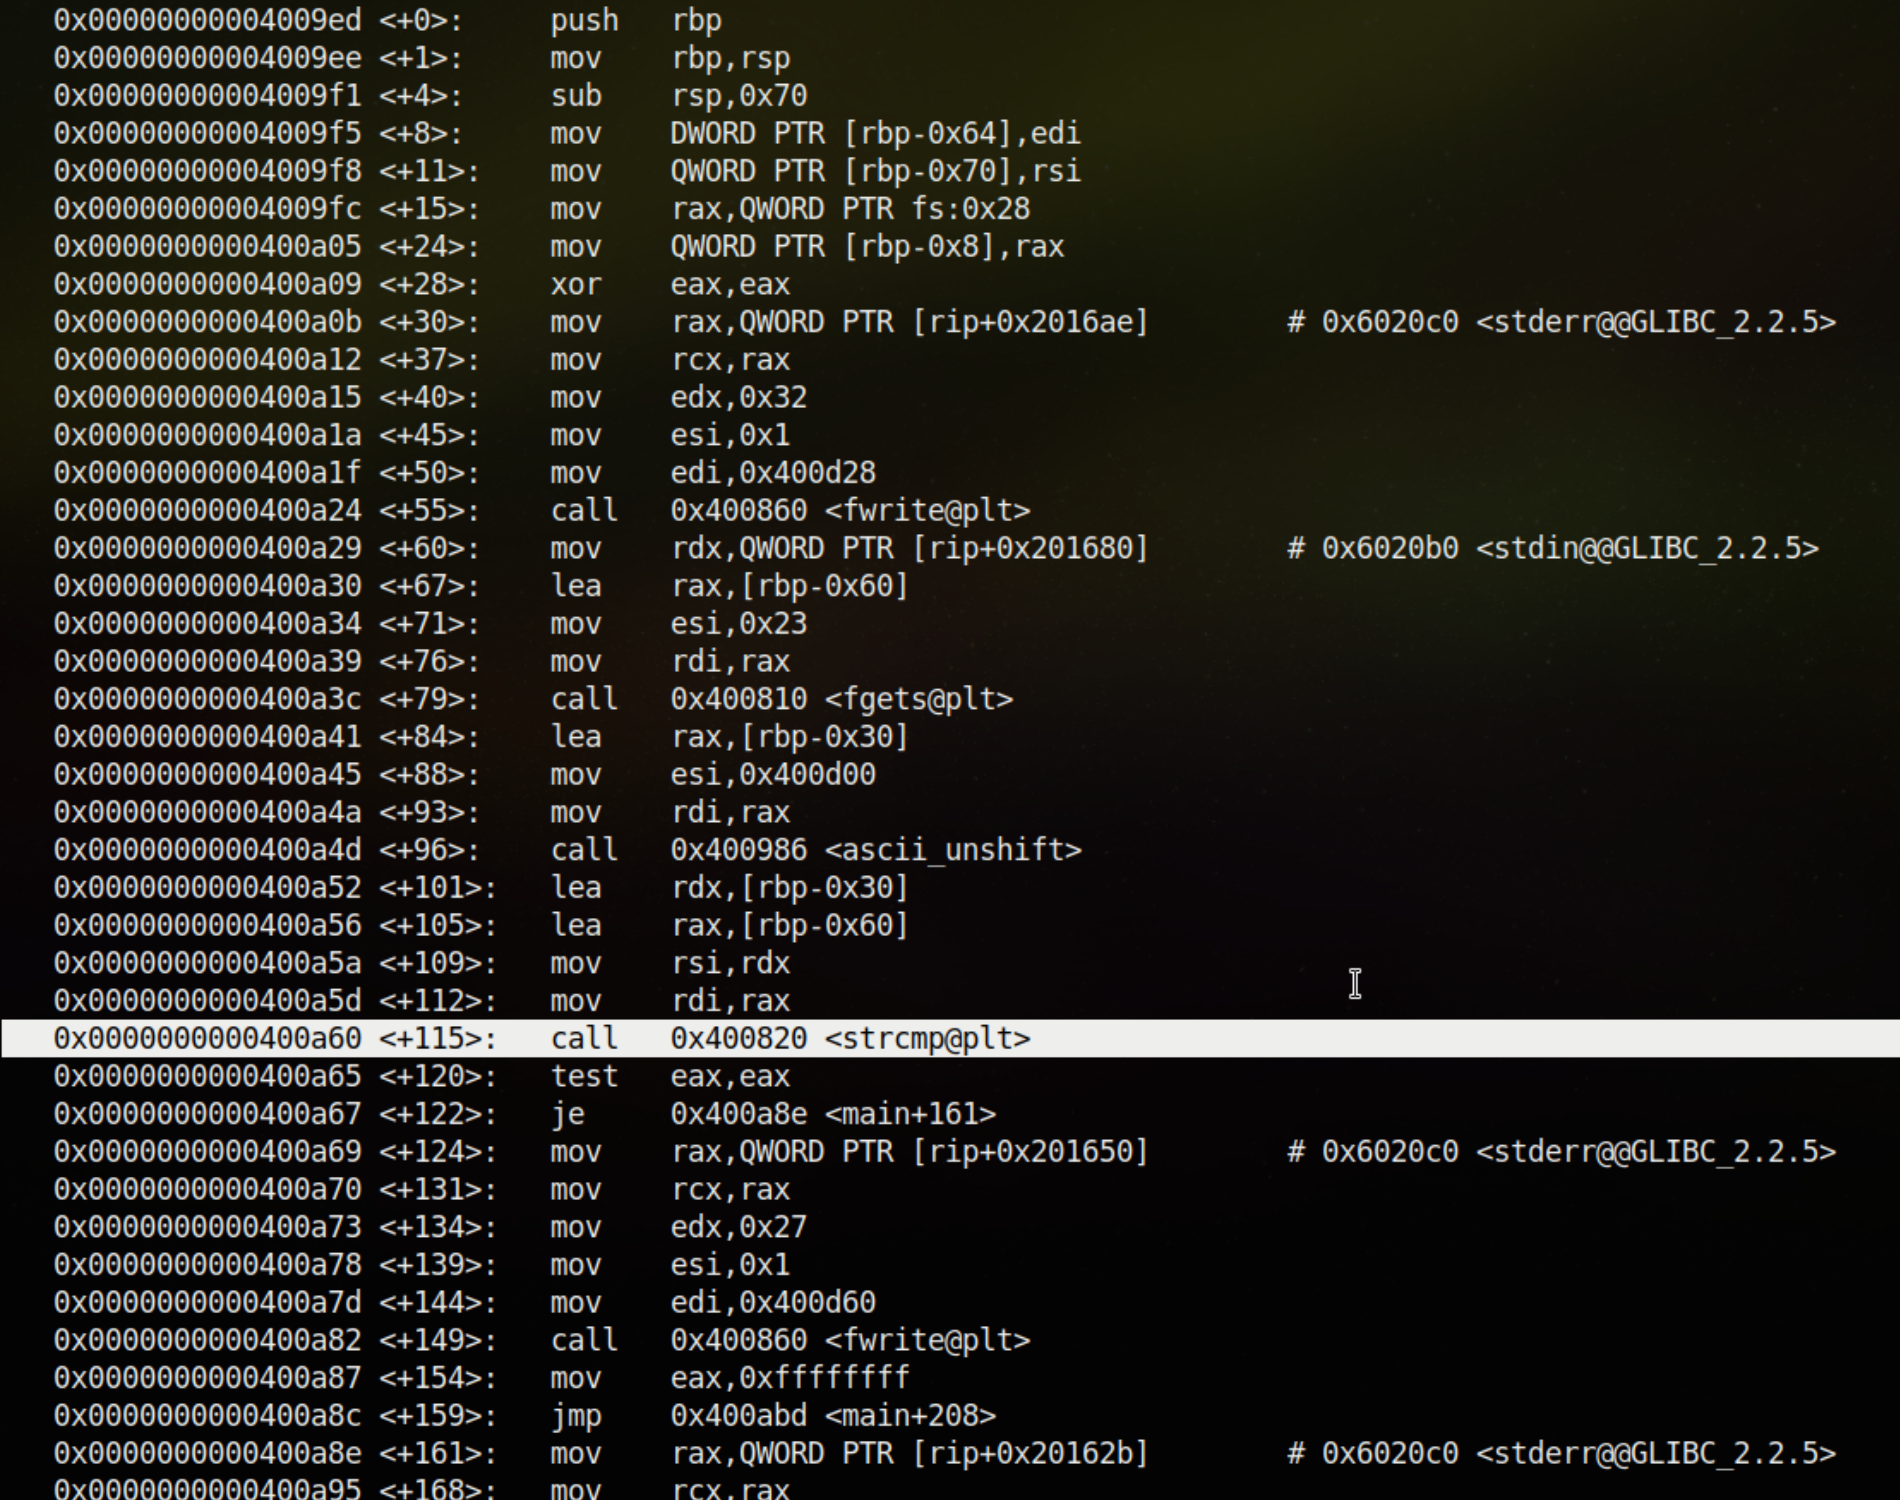 0x00000000004009ed <+0>:     push   rbp
0x00000000004009ee <+1>:     mov    rbp,rsp
0x00000000004009f1 <+4>:     sub    rsp,0x70
0x00000000004009f5 <+8>:     mov    DWORD PTR [rbp-0x64],edi
0x00000000004009f8 <+11>:    mov    QWORD PTR [rbp-0x70],rsi
0x00000000004009fc <+15>:    mov    rax,QWORD PTR fs:0x28
0x0000000000400a05 <+24>:    mov    QWORD PTR [rbp-0x8],rax
0x0000000000400a09 <+28>:    xor    eax,eax
0x0000000000400a0b <+30>:    mov    rax,QWORD PTR [rip+0x2016ae]        # 0x6020c0 <stderr@@GLIBC_2.2.5>
0x0000000000400a12 <+37>:    mov    rcx,rax
0x0000000000400a15 <+40>:    mov    edx,0x32
0x0000000000400a1a <+45>:    mov    esi,0x1
0x0000000000400a1f <+50>:    mov    edi,0x400d28
0x0000000000400a24 <+55>:    call   0x400860 <fwrite@plt>
0x0000000000400a29 <+60>:    mov    rdx,QWORD PTR [rip+0x201680]        # 0x6020b0 <stdin@@GLIBC_2.2.5>
0x0000000000400a30 <+67>:    lea    rax,[rbp-0x60]
0x0000000000400a34 <+71>:    mov    esi,0x23
0x0000000000400a39 <+76>:    mov    rdi,rax
0x0000000000400a3c <+79>:    call   0x400810 <fgets@plt>
0x0000000000400a41 <+84>:    lea    rax,[rbp-0x30]
0x0000000000400a45 <+88>:    mov    esi,0x400d00
0x0000000000400a4a <+93>:    mov    rdi,rax
0x0000000000400a4d <+96>:    call   0x400986 <ascii_unshift>
0x0000000000400a52 <+101>:   lea    rdx,[rbp-0x30]
0x0000000000400a56 <+105>:   lea    rax,[rbp-0x60]
0x0000000000400a5a <+109>:   mov    rsi,rdx
0x0000000000400a5d <+112>:   mov    rdi,rax
0x0000000000400a60 <+115>:   call   0x400820 <strcmp@plt>
0x0000000000400a65 <+120>:   test   eax,eax
0x0000000000400a67 <+122>:   je     0x400a8e <main+161>
0x0000000000400a69 <+124>:   mov    rax,QWORD PTR [rip+0x201650]        # 0x6020c0 <stderr@@GLIBC_2.2.5>
0x0000000000400a70 <+131>:   mov    rcx,rax
0x0000000000400a73 <+134>:   mov    edx,0x27
0x0000000000400a78 <+139>:   mov    esi,0x1
0x0000000000400a7d <+144>:   mov    edi,0x400d60
0x0000000000400a82 <+149>:   call   0x400860 <fwrite@plt>
0x0000000000400a87 <+154>:   mov    eax,0xffffffff
0x0000000000400a8c <+159>:   jmp    0x400abd <main+208>
0x0000000000400a8e <+161>:   mov    rax,QWORD PTR [rip+0x20162b]        # 0x6020c0 <stderr@@GLIBC_2.2.5>
0x0000000000400a95 <+168>:   mov    rcx,rax